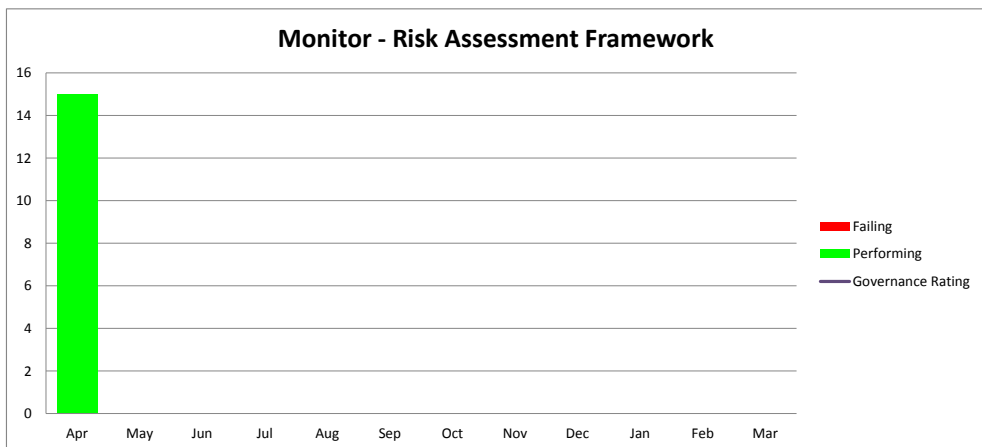 Monitor - Risk Assessment Framework
16
14
12
10
8
6
4
2
0
Apr May Jun Jul Aug Sep Oct Nov Dec Jan Feb Mar
Failing
Performing
Governance Rating